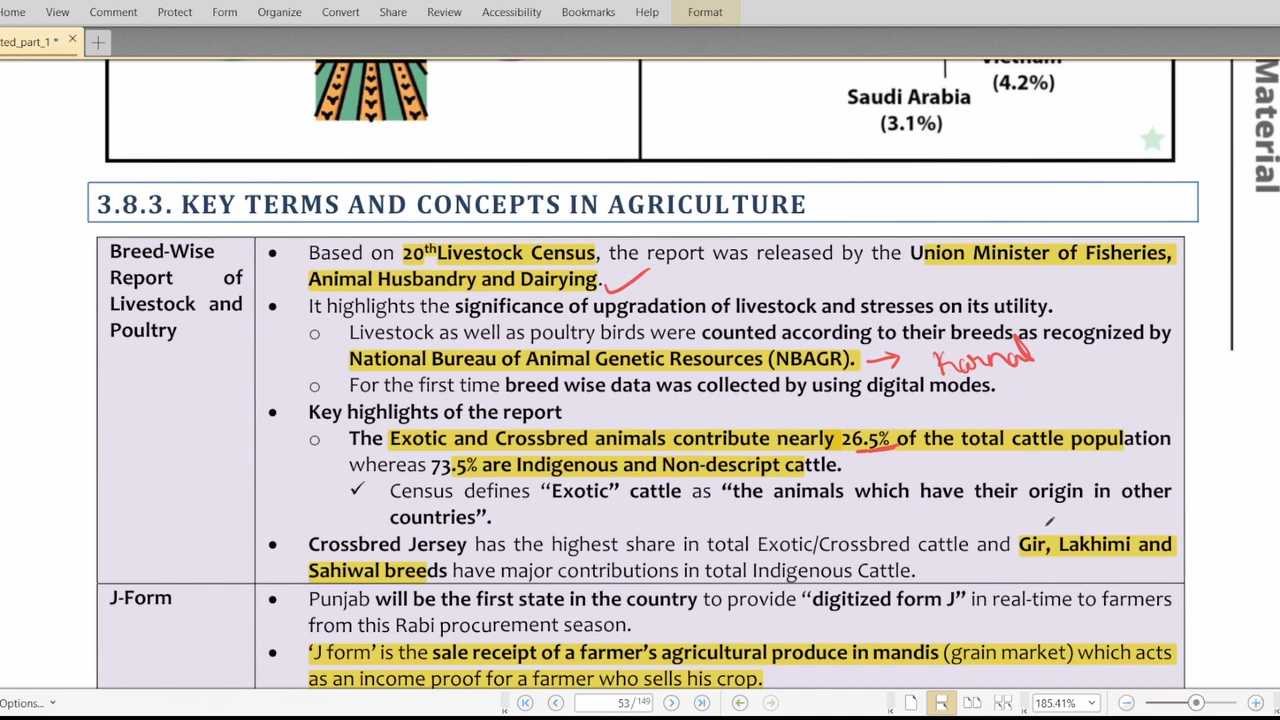 Home View Comment Protect Form Organize Convert Share Review Accessibility Bookmarks Help Format
ted_part_1 *
Vietnam
(4.2%)
Saudi Arabia
(3.1%)
Material
3.8.3. KEY TERMS AND CONCEPTS IN AGRICULTURE
Breed-Wise
Report of
Livestock and
Poultry
• Based on 20th Livestock Census, the report was released by the Union Minister of Fisheries,
Animal Husbandry and Dairying.
• It highlights the significance of upgradation of livestock and stresses on its utility.
o Livestock as well as poultry birds were counted according to their breeds as recognized by
National Bureau of Animal Genetic Resources (NBAGR). → Karnal
o For the first time breed wise data was collected by using digital modes.
• Key highlights of the report
o The Exotic and Crossbred animals contribute nearly 26.5% of the total cattle population
whereas 73.5% are Indigenous and Non-descript cattle.
✓ Census defines “Exotic” cattle as “the animals which have their origin in other
countries”.
• Crossbred Jersey has the highest share in total Exotic/Crossbred cattle and Gir, Lakhimi and
Sahiwal breeds have major contributions in total Indigenous Cattle.
J-Form
• Punjab will be the first state in the country to provide “digitized form J” in real-time to farmers
from this Rabi procurement season.
• ‘J form’ is the sale receipt of a farmer’s agricultural produce in mandis (grain market) which acts
as an income proof for a farmer who sells his crop.
Options...
53 / 149
185.41%